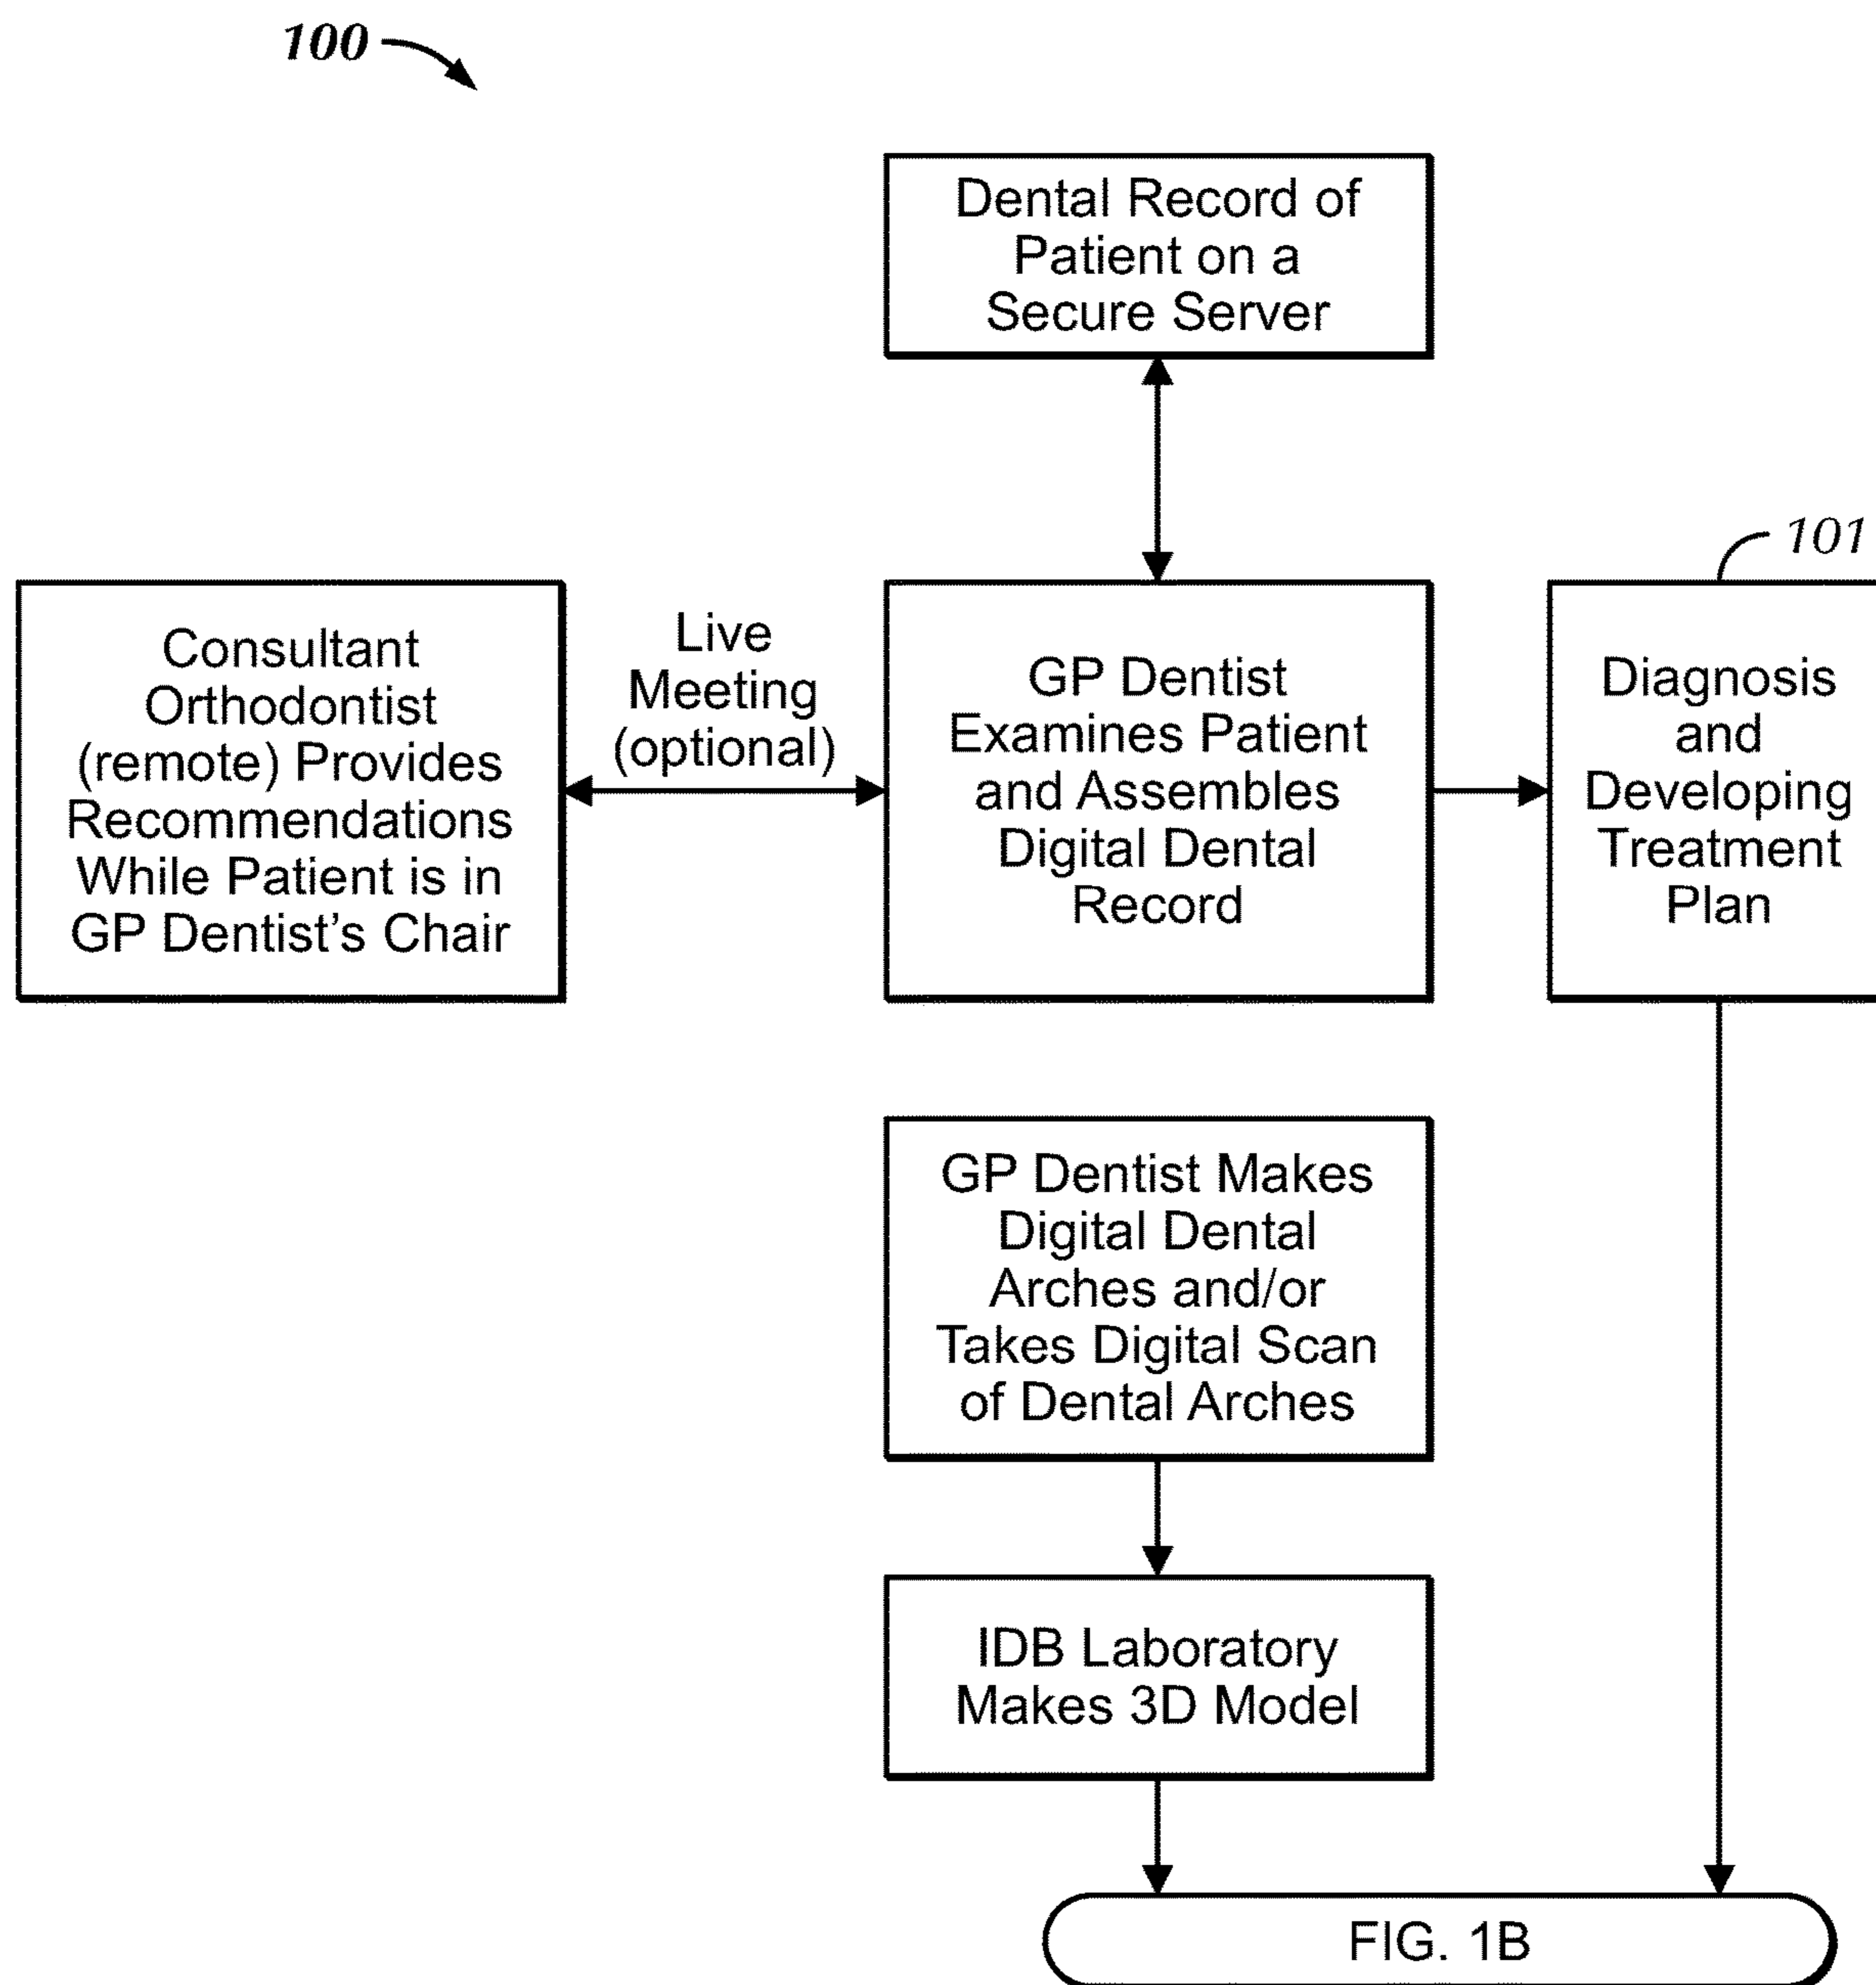 100
Dental Record of
Patient on a
Secure Server
101
Consultant
Orthodontist
(remote) Provides
Recommendations
While Patient is in
GP Dentist's Chair
Live
Meeting
(optional)
GP Dentist
Examines Patient
and Assembles
Digital Dental
Record
Diagnosis
and
Developing
Treatment
Plan
GP Dentist Makes
Digital Dental
Arches and/or
Takes Digital Scan
of Dental Arches
IDB Laboratory
Makes 3D Model
FIG. 1B